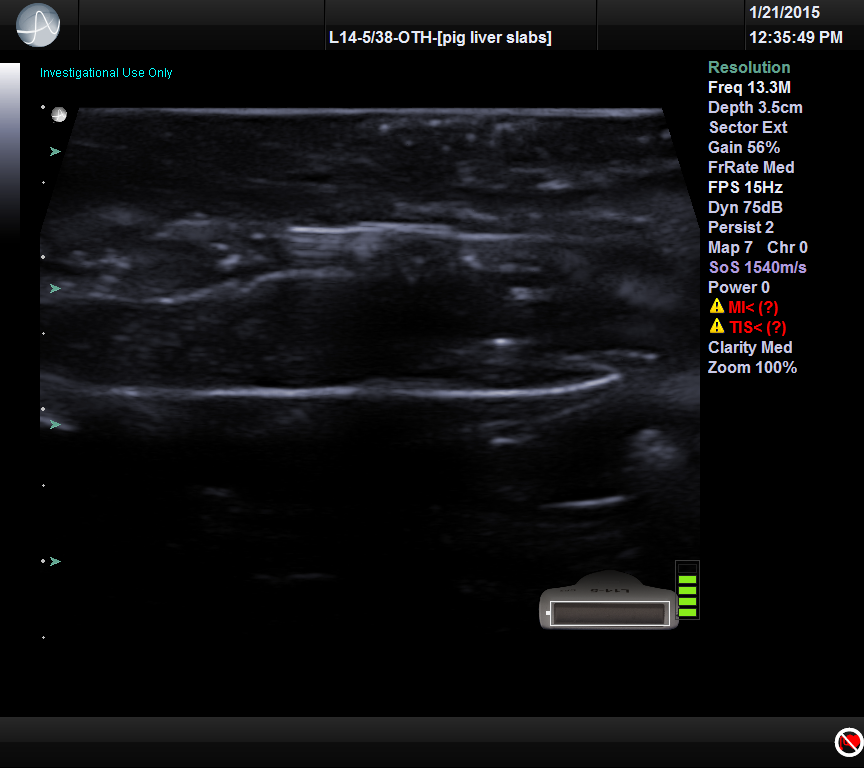 1/21/2015
L14-5/38-OTH-[pig liver slabs]
12:35:49 PM
Investigational Use Only
Resolution
Freq 13.3M
Depth 3.5cm
Sector Ext
Gain 56%
FrRate Med
FPS 15Hz
Dyn 75dB
Persist 2
Map 7 Chr 0
SoS 1540m/s
Power 0
MI< (?)
TIS< (?)
Clarity Med
Zoom 100%
L14-5